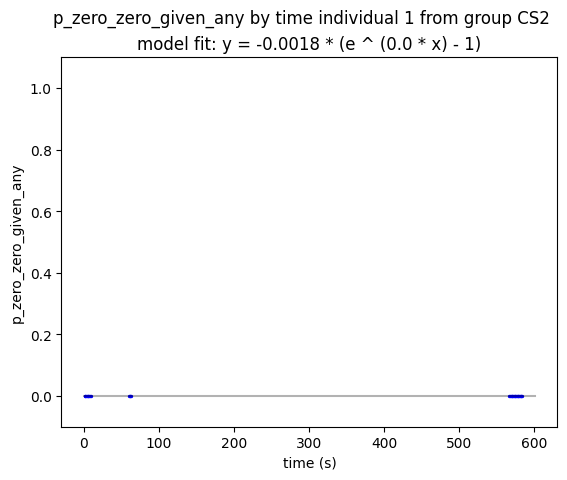 p_zero_zero_given_any by time individual 1 from group CS2
model fit: y = -0.0018 * (e ^ (0.0 * x) - 1)
1.0
0.8
0.6
0.4
0.2
0.0
p_zero_zero_given_any
0 100 200 300 400 500 600
time (s)